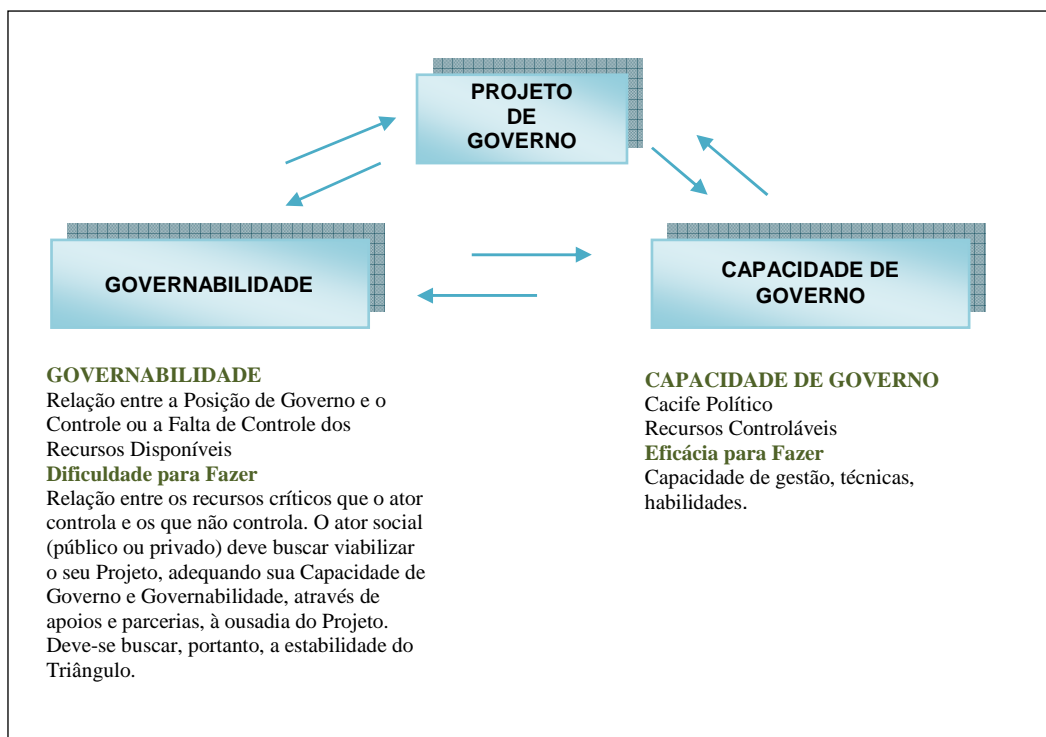 PROJETO
DE
GOVERNO
GOVERNABILIDADE
CAPACIDADE DE
GOVERNO
GOVERNABILIDADE
Relação entre a Posição de Governo e o
Controle ou a Falta de Controle dos
Recursos Disponíveis
Dificuldade para Fazer
Relação entre os recursos críticos que o ator
controla e os que não controla. O ator social
(público ou privado) deve buscar viabilizar
o seu Projeto, adequando sua Capacidade de
Governo e Governabilidade, através de
apoios e parcerias, à ousadia do Projeto.
Deve-se buscar, portanto, a estabilidade do
Triângulo.
CAPACIDADE DE GOVERNO
Cacife Político
Recursos Controláveis
Eficácia para Fazer
Capacidade de gestão, técnicas,
habilidades.